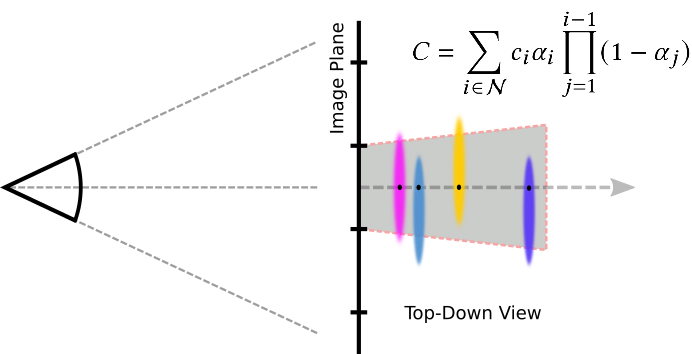 Image Plane
C = ∑_{i∈𝒩} c_i α_i ∏_{j=1}^{i−1} (1 − α_j)
Top-Down View